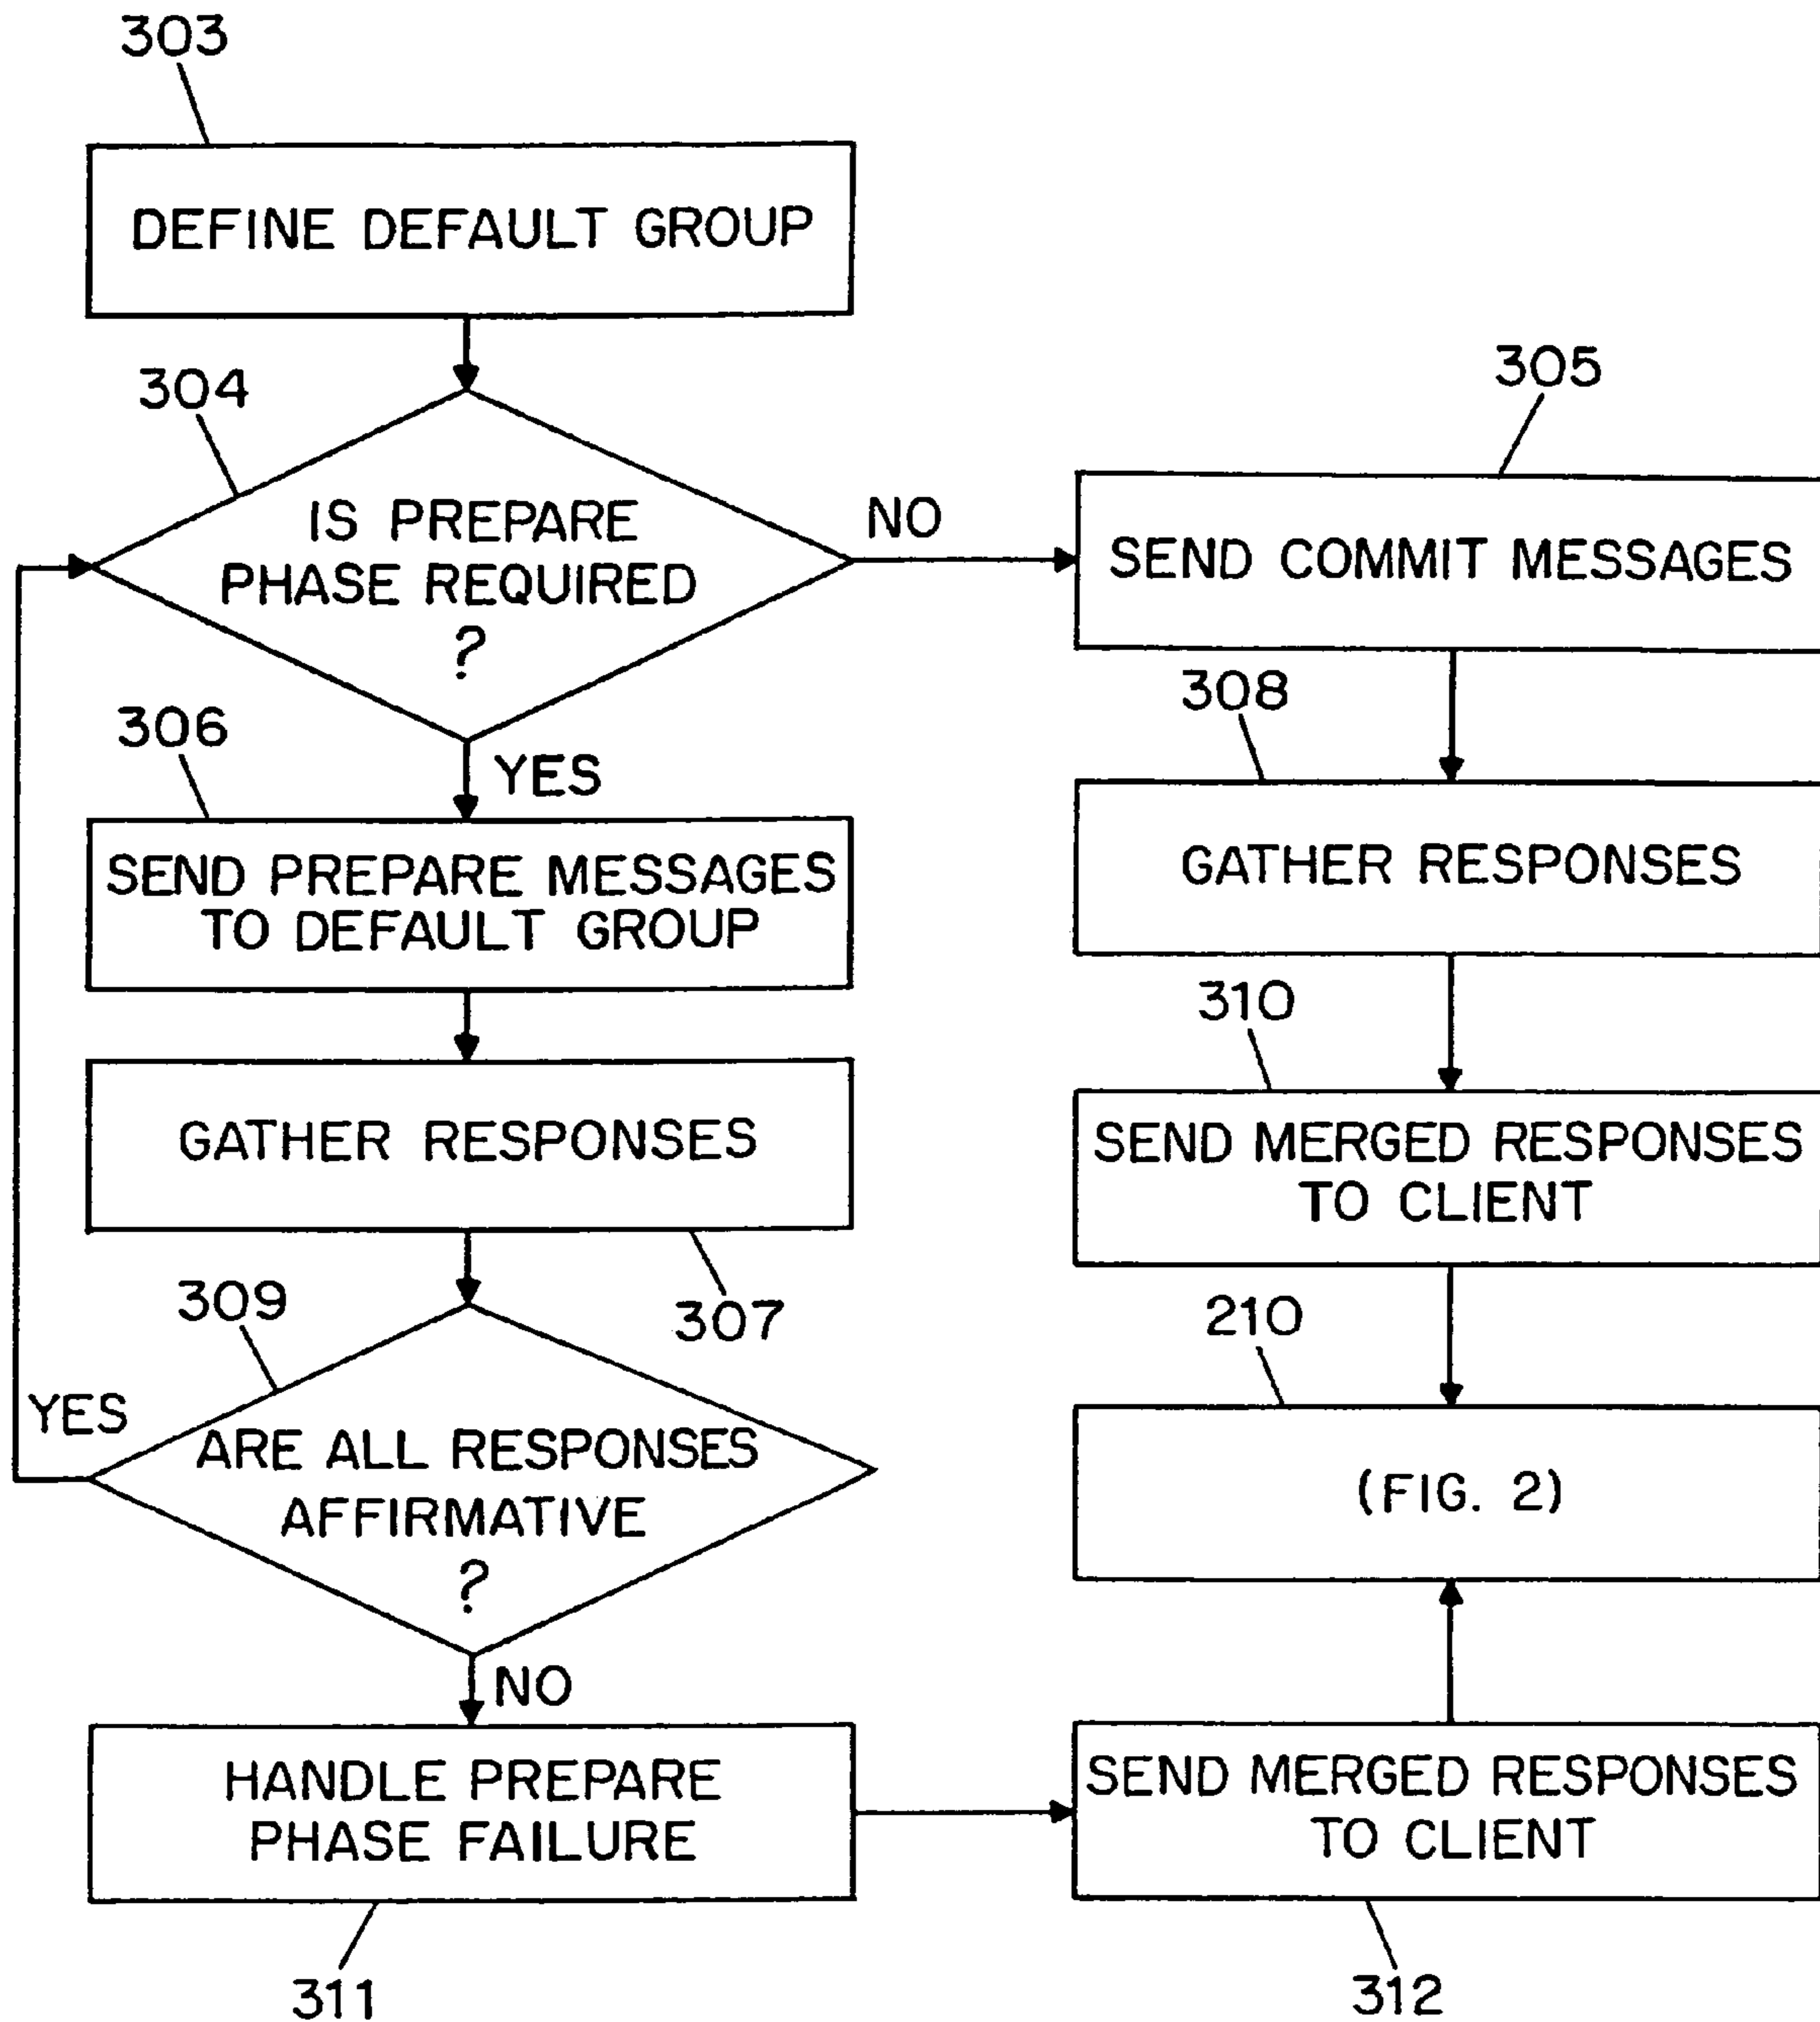 303
DEFINE DEFAULT GROUP
304
IS PREPARE
PHASE REQUIRED
?
NO
305
SEND COMMIT MESSAGES
306
YES
SEND PREPARE MESSAGES
TO DEFAULT GROUP
308
GATHER RESPONSES
GATHER RESPONSES
307
310
SEND MERGED RESPONSES
TO CLIENT
309
YES
ARE ALL RESPONSES
AFFIRMATIVE
?
NO
210
(FIG. 2)
HANDLE PREPARE
PHASE FAILURE
311
SEND MERGED RESPONSES
TO CLIENT
312